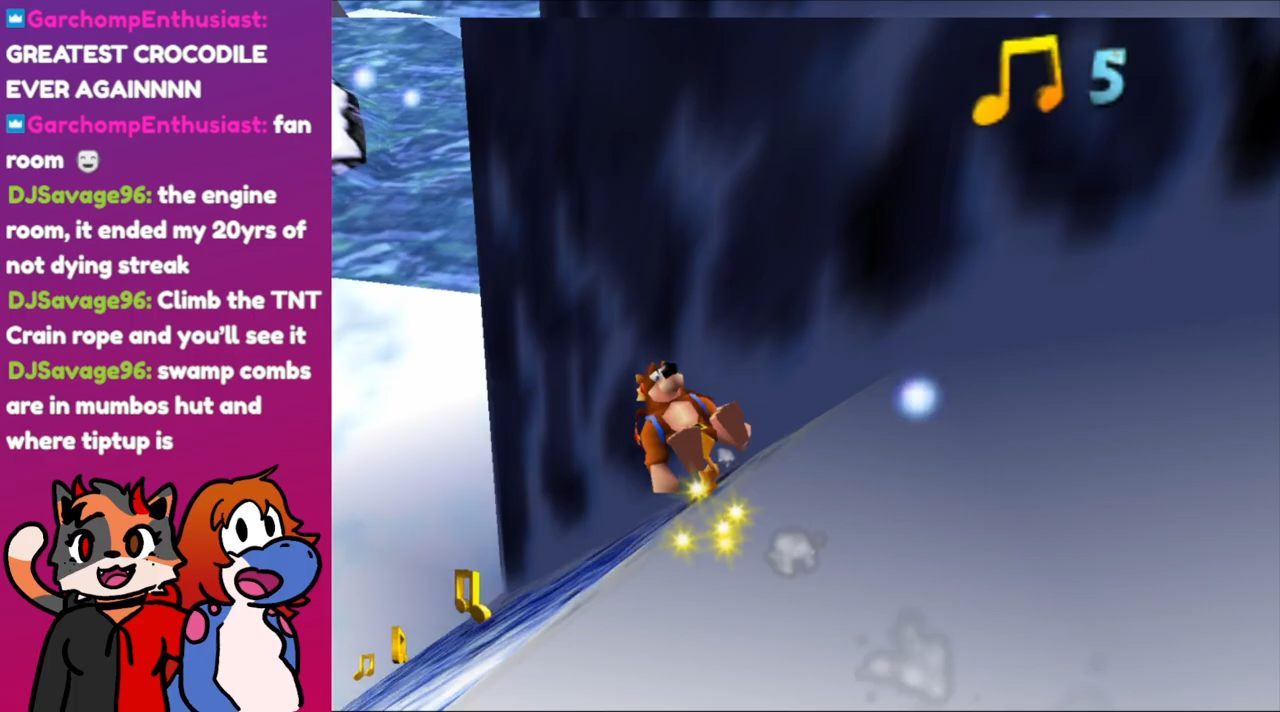 GarchompEnthusiast:
GREATEST CROCODILE
EVER AGAINNNN
GarchompEnthusiast: fan
room
DJSavage96: the engine
room, it ended my 20yrs of
not dying streak
DJSavage96: Climb the TNT
Crain rope and you'll see it
DJSavage96: swamp combs
are in mumbos hut and
where tiptup is
5